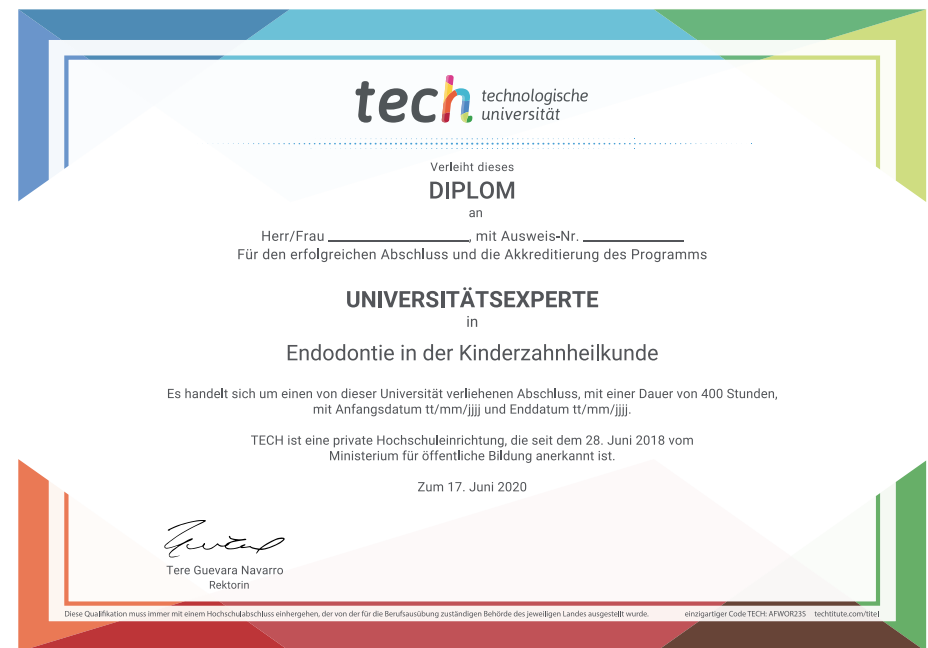 tech technologische
universität
Verleiht dieses
DIPLOM
an
Herr/Frau ____________________, mit Ausweis-Nr. ______________
Für den erfolgreichen Abschluss und die Akkreditierung des Programms
UNIVERSITÄTSEXPERTE
in
Endodontie in der Kinderzahnheilkunde
Es handelt sich um einen von dieser Universität verliehenen Abschluss, mit einer Dauer von 400 Stunden,
mit Anfangsdatum tt/mm/jjjj und Enddatum tt/mm/jjjj.
TECH ist eine private Hochschuleinrichtung, die seit dem 28. Juni 2018 vom
Ministerium für öffentliche Bildung anerkannt ist.
Zum 17. Juni 2020
Tere Guevara Navarro
Rektorin
Diese Qualifikation muss immer mit einem Hochschulabschluss einhergehen, der von der für die Berufsausübung zuständigen Behörde des jeweiligen Landes ausgestellt wurde. einzigartiger Code TECH: AFWOR235 techtitute.com/titel